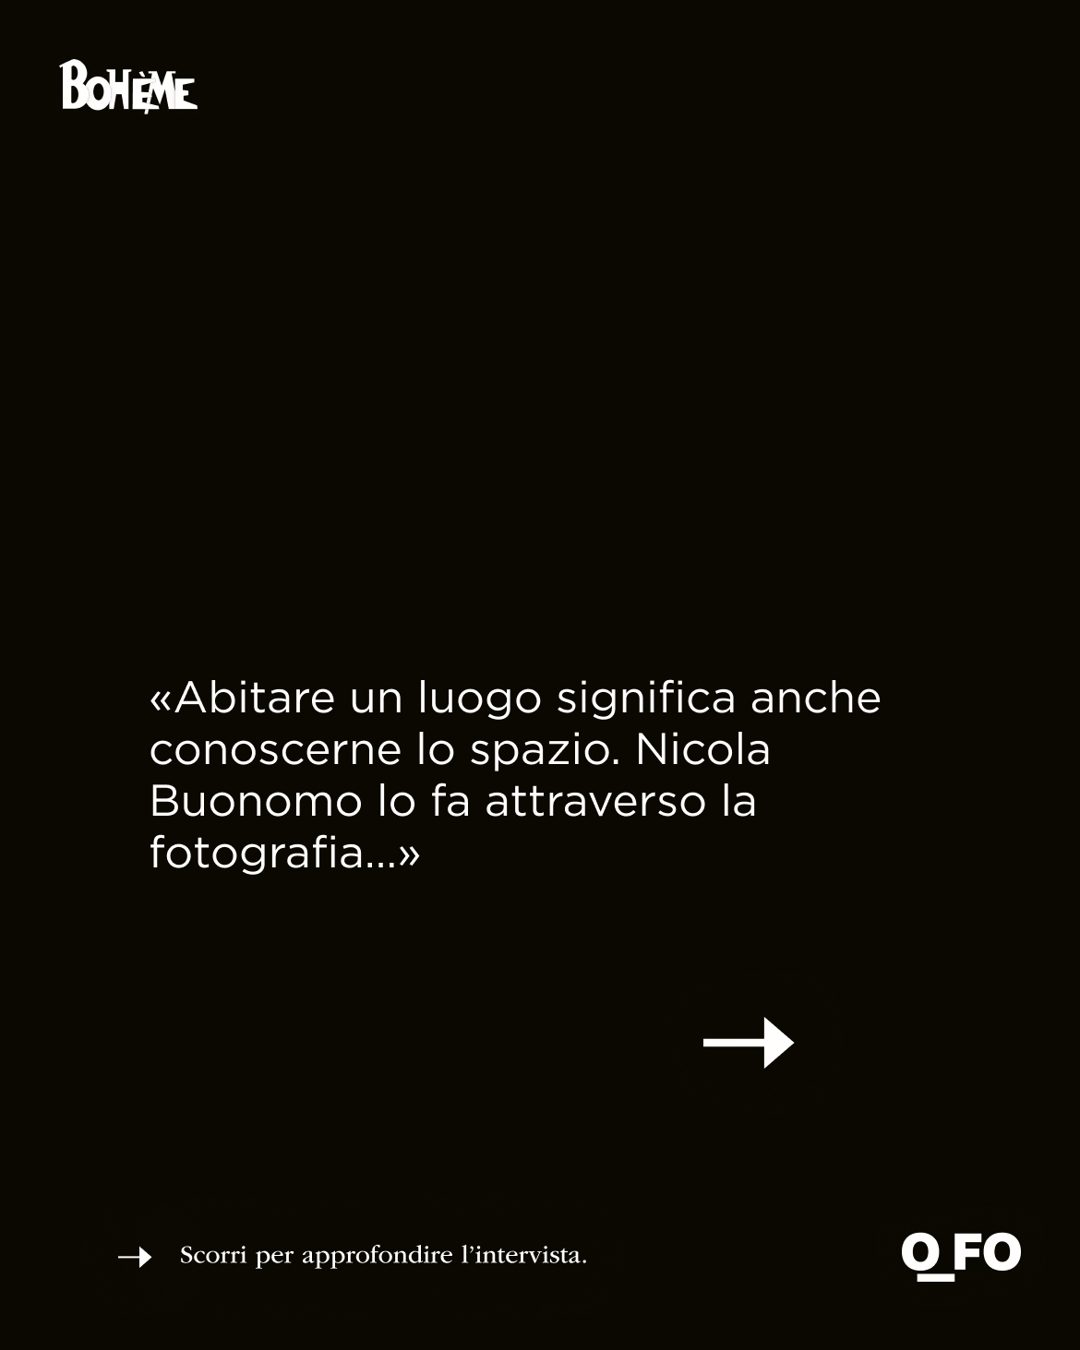 BOHÈME
«Abitare un luogo significa anche
conoscerne lo spazio. Nicola
Buonomo lo fa attraverso la
fotografia...»
Scorri per approfondire l’intervista.
O_FO